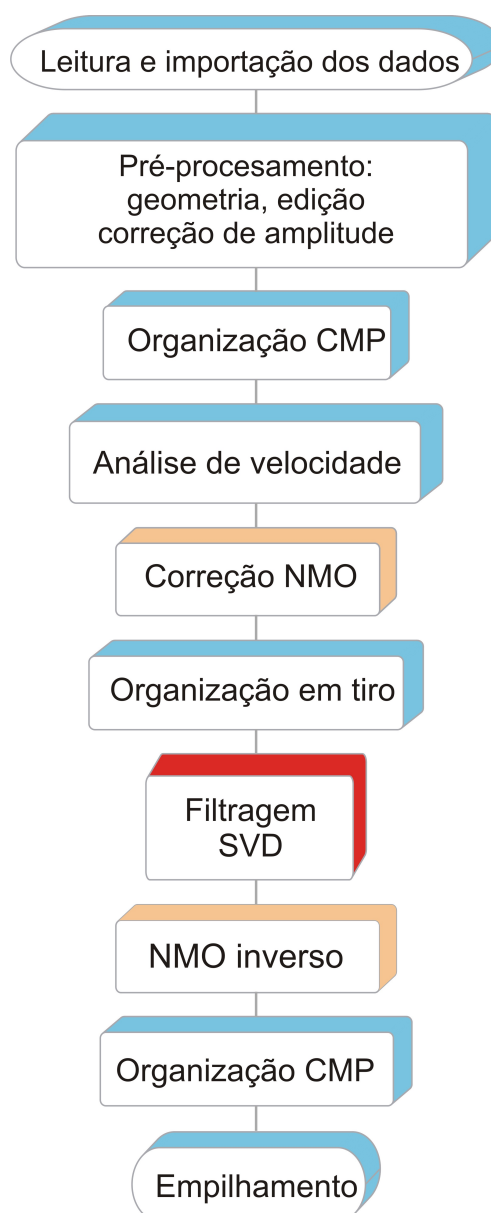 Leitura e importação dos dados
Pré-procesamento:
geometria, edição
correção de amplitude
Organização CMP
Análise de velocidade
Correção NMO
Organização em tiro
Filtragem
SVD
NMO inverso
Organização CMP
Empilhamento